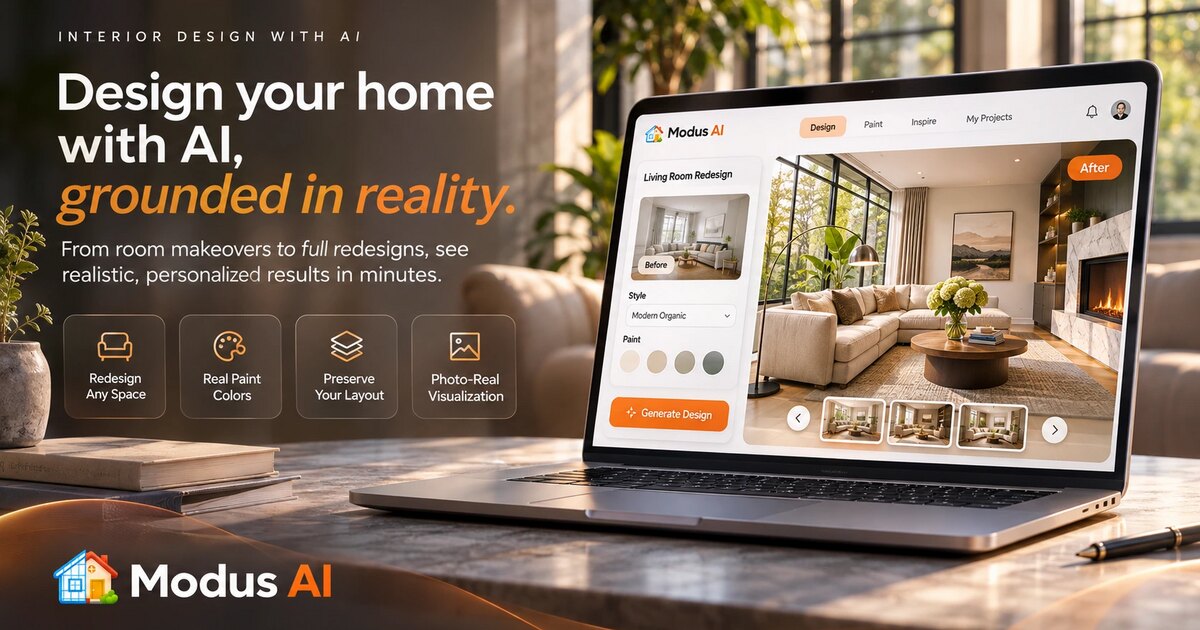 INTERIOR DESIGN WITH AI
Design your home
with AI,
grounded in reality.
From room makeovers to full redesigns, see
realistic, personalized results in minutes.
Redesign
Any Space
Real Paint
Colors
Preserve
Your Layout
Photo-Real
Visualization
Modus AI
Modus AI
Design
Paint
Inspire
My Projects
Living Room Redesign
Before
Style
Modern Organic
Paint
Generate Design
After